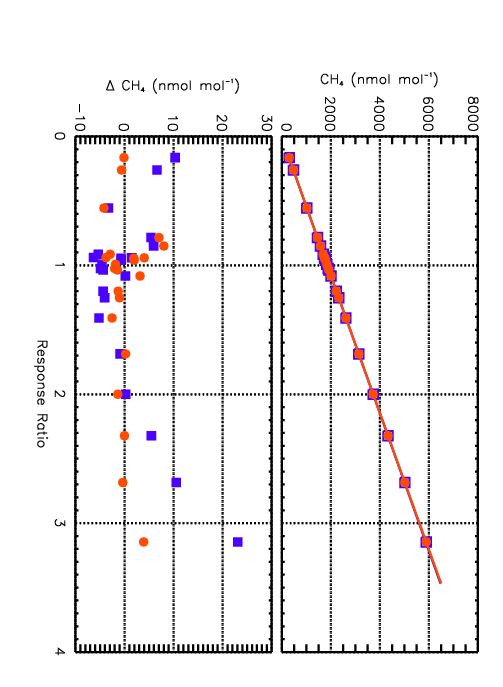 CH₄ (nmol mol⁻¹)
8000
6000
4000
2000
0
Δ CH₄ (nmol mol⁻¹)
30
20
10
0
−10
0 1 2 3 4
Response Ratio